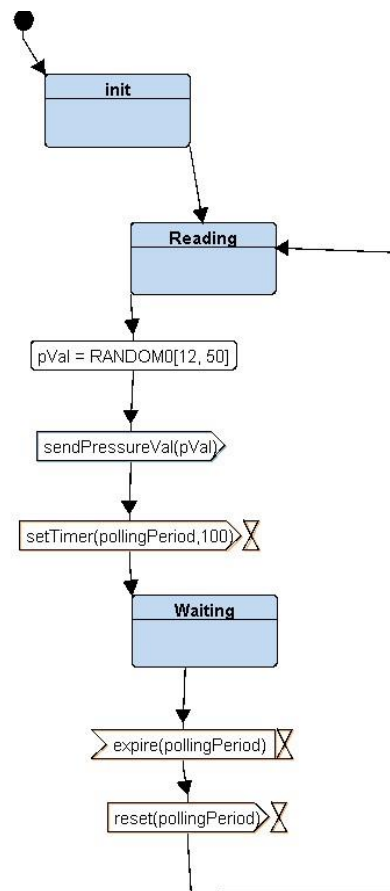 init
Reading
pVal = RANDOM0[12, 50]
sendPressureVal(pVal)
setTimer(pollingPeriod,100)
Waiting
expire(pollingPeriod)
reset(pollingPeriod)